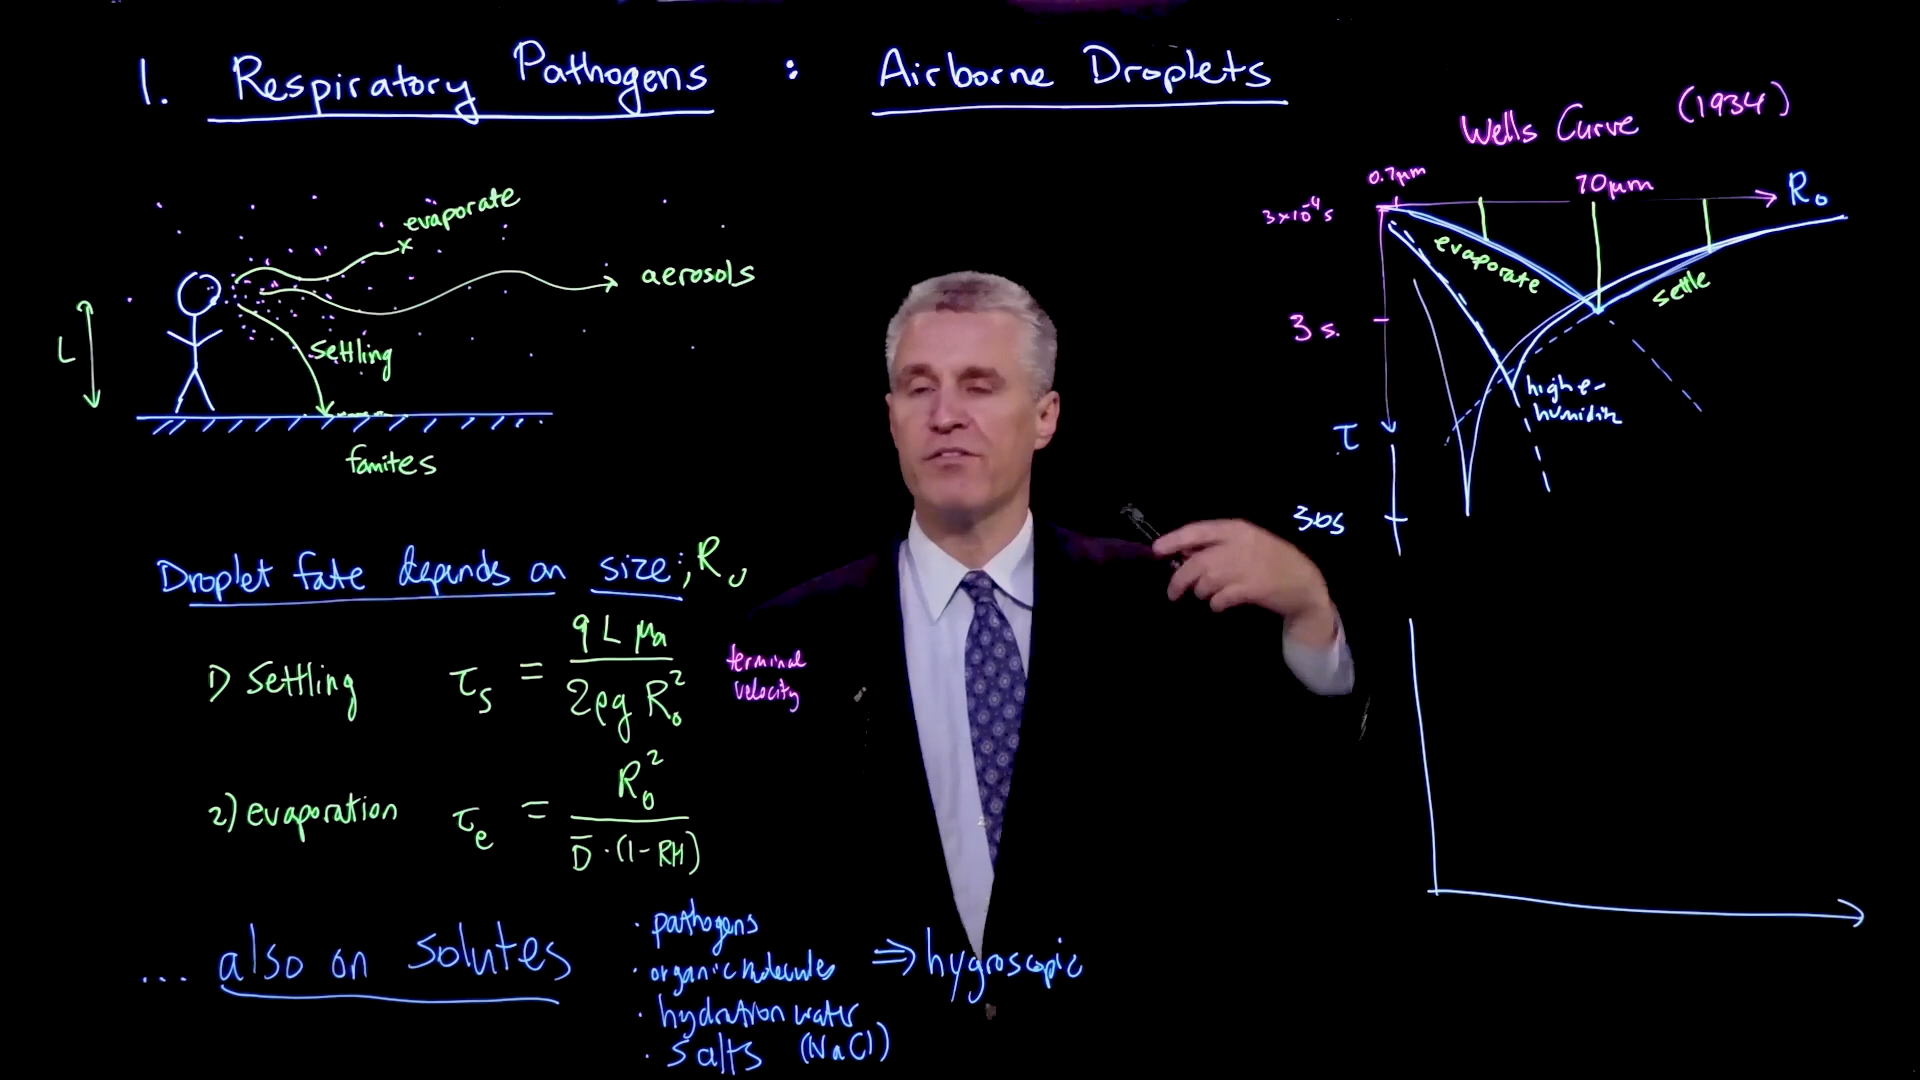 1. Respiratory Pathogens : Airborne Droplets
Wells Curve (1934)
0.7μm
70μm
R₀
3×10⁻⁴s
evaporate
evaporate
settle
aerosols
3 s.
L
settling
higher
humidity
τ
fomites
30s
Droplet fate depends on size; R₀
1) Settling τₛ = 9 L μₐ / 2ρg R₀²
terminal
velocity
2) evaporation τₑ = R₀² / D̅ · (1-RH)
... also on solutes
· pathogens
· organic molecules
· hydration water
· salts (NaCl)
⇒ hygroscopic